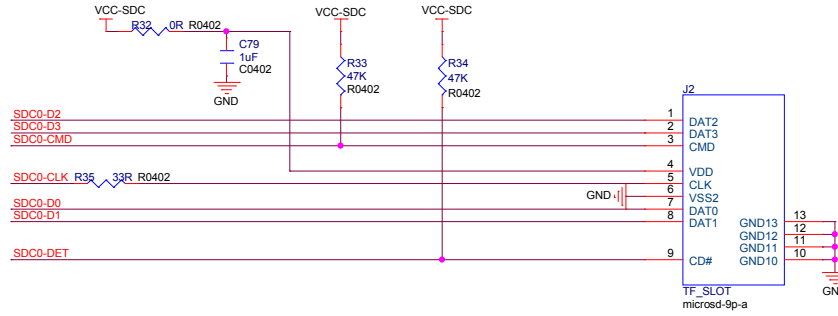 VCC-SDC
VCC-SDC
VCC-SDC
R32 0R R0402
C79
1uF
C0402
GND
R33
47K
R0402
R34
47K
R0402
J2
SDC0-D2 1 DAT2
SDC0-D3 2 DAT3
SDC0-CMD 3 CMD
4 VDD
SDC0-CLK R35 33R R0402 5 CLK
GND 6 VSS2
SDC0-D0 7 DAT0
SDC0-D1 8 DAT1
GND13 13
GND12 12
GND11 11
GND10 10
SDC0-DET 9 CD#
TF_SLOT
microsd-9p-a